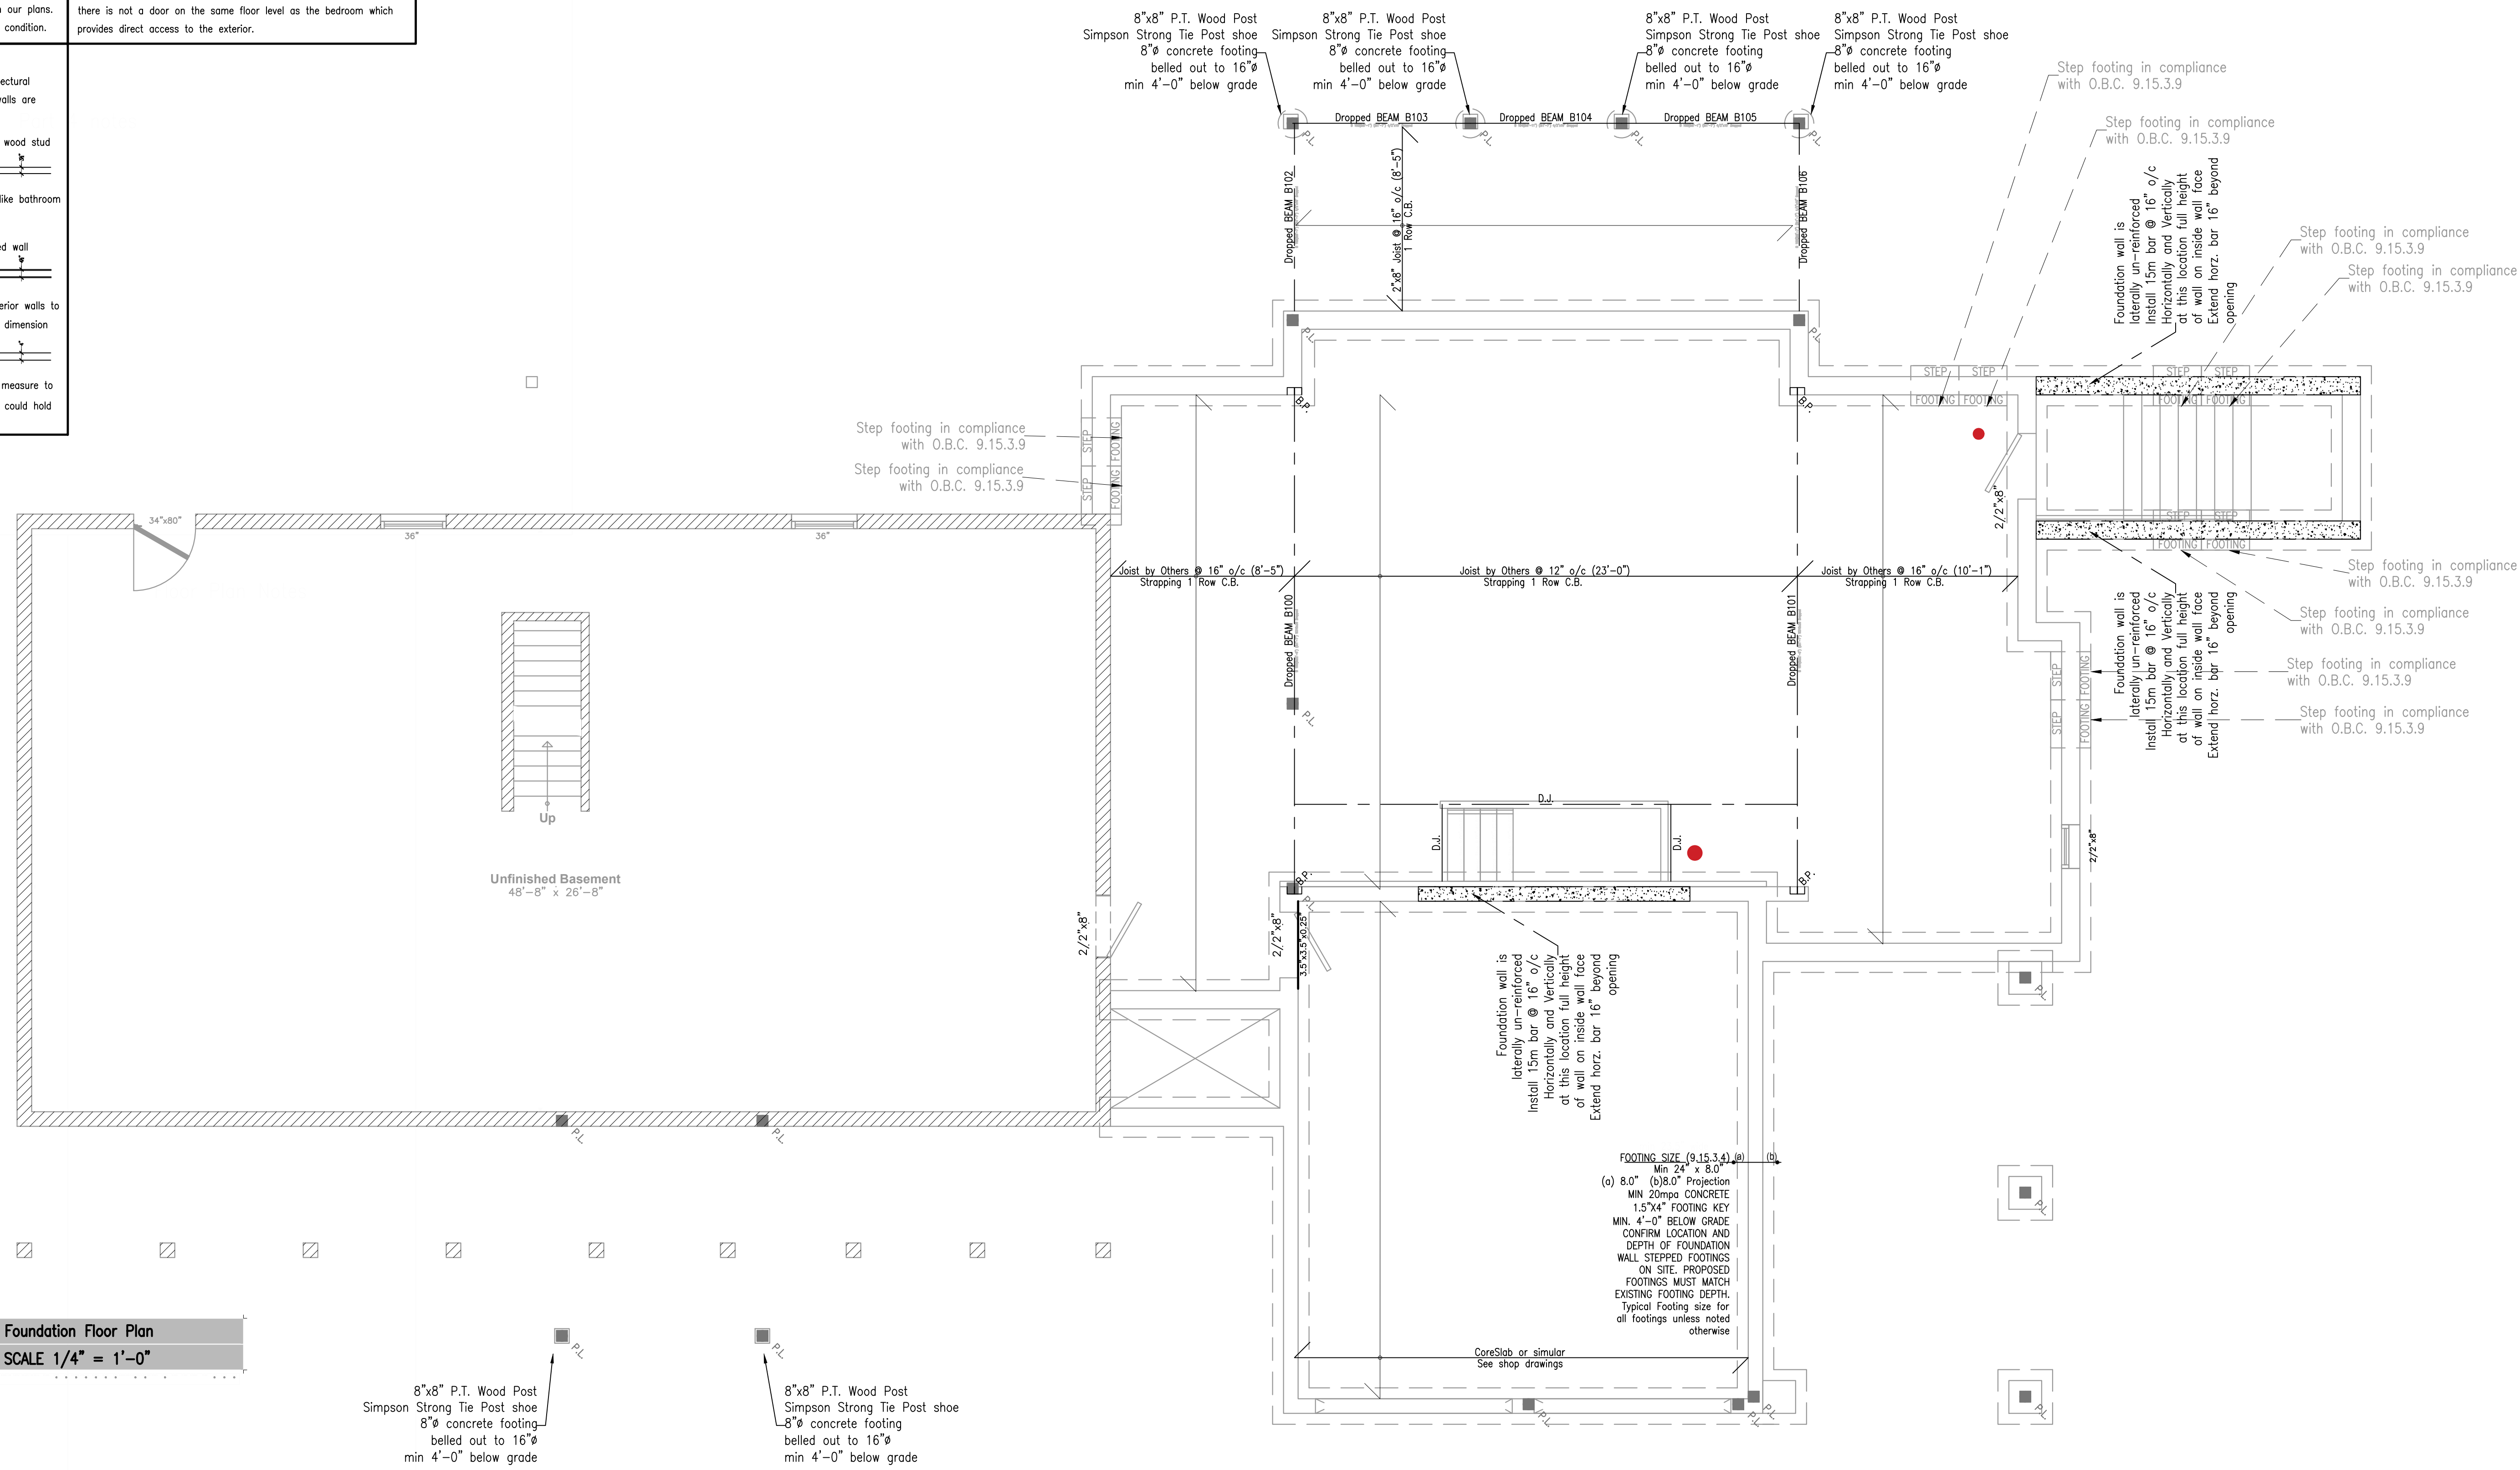 n our plans.
condition.
there is not a door on the same floor level as the bedroom which
provides direct access to the exterior.
ectural
walls are
wood stud
like bathroom
ed wall
erior walls to
dimension
measure to
could hold
8"x8" P.T. Wood Post
Simpson Strong Tie Post shoe
8"ø concrete footing
belled out to 16"ø
min 4'-0" below grade
8"x8" P.T. Wood Post
Simpson Strong Tie Post shoe
8"ø concrete footing
belled out to 16"ø
min 4'-0" below grade
8"x8" P.T. Wood Post
Simpson Strong Tie Post shoe
8"ø concrete footing
belled out to 16"ø
min 4'-0" below grade
8"x8" P.T. Wood Post
Simpson Strong Tie Post shoe
8"ø concrete footing
belled out to 16"ø
min 4'-0" below grade
Step footing in compliance
with O.B.C. 9.15.3.9
Step footing in compliance
with O.B.C. 9.15.3.9
Dropped BEAM B103
Dropped BEAM B104
Dropped BEAM B105
P.L
P.L
P.L
P.L
Dropped BEAM B102
2"x8" Joist @ 16" o/c (8'-5")
1 Row C.B.
Dropped BEAM B106
Foundation wall is
laterally un-reinforced
Install 15m bar @ 16" o/c
Horizontally and Vertically
at this location full height
of wall on inside wall face
Extend horz. bar 16" beyond
opening
Step footing in compliance
with O.B.C. 9.15.3.9
Step footing in compliance
with O.B.C. 9.15.3.9
P.L
P.L
STEP
STEP
FOOTING
FOOTING
STEP
STEP
FOOTING
FOOTING
B.P.
B.P.
Step footing in compliance
with O.B.C. 9.15.3.9
Step footing in compliance
with O.B.C. 9.15.3.9
STEP
FOOTING
STEP
FOOTING
2/2"x8"
STEP
STEP
FOOTING
FOOTING
34"x80"
36"
36"
Joist by Others @ 16" o/c (8'-5")
Strapping 1 Row C.B.
Joist by Others @ 12" o/c (23'-0")
Strapping 1 Row C.B.
Joist by Others @ 16" o/c (10'-1")
Strapping 1 Row C.B.
Step footing in compliance
with O.B.C. 9.15.3.9
Step footing in compliance
with O.B.C. 9.15.3.9
Step footing in compliance
with O.B.C. 9.15.3.9
Step footing in compliance
with O.B.C. 9.15.3.9
Foundation wall is
laterally un-reinforced
Install 15m bar @ 16" o/c
Horizontally and Vertically
at this location full height
of wall on inside wall face
Extend horz. bar 16" beyond
opening
Dropped BEAM B100
Dropped BEAM B101
P.L
STEP
FOOTING
STEP
FOOTING
Up
D.J.
D.J.
D.J.
2/2"x8"
Unfinished Basement
48'-8" x 26'-8"
B.P.
P.L
B.P.
2/2"x8"
2/2"x8"
3.5"x3.5"x0.25"
Foundation wall is
laterally un-reinforced
Install 15m bar @ 16" o/c
Horizontally and Vertically
at this location full height
of wall on inside wall face
Extend horz. bar 16" beyond
opening
P.L
P.L
P.L
FOOTING SIZE (9.15.3.4) (a) (b)
Min 24" x 8.0"
(a) 8.0" (b)8.0" Projection
MIN 20mpa CONCRETE
1.5"X4" FOOTING KEY
MIN. 4'-0" BELOW GRADE
CONFIRM LOCATION AND
DEPTH OF FOUNDATION
WALL STEPPED FOOTINGS
ON SITE. PROPOSED
FOOTINGS MUST MATCH
EXISTING FOOTING DEPTH.
Typical Footing size for
all footings unless noted
otherwise
P.L
Foundation Floor Plan
SCALE 1/4" = 1'-0"
P.L
P.L
CoreSlab or simular
See shop drawings
P.L
P.L
P.L
P.L
8"x8" P.T. Wood Post
Simpson Strong Tie Post shoe
8"ø concrete footing
belled out to 16"ø
min 4'-0" below grade
8"x8" P.T. Wood Post
Simpson Strong Tie Post shoe
8"ø concrete footing
belled out to 16"ø
min 4'-0" below grade